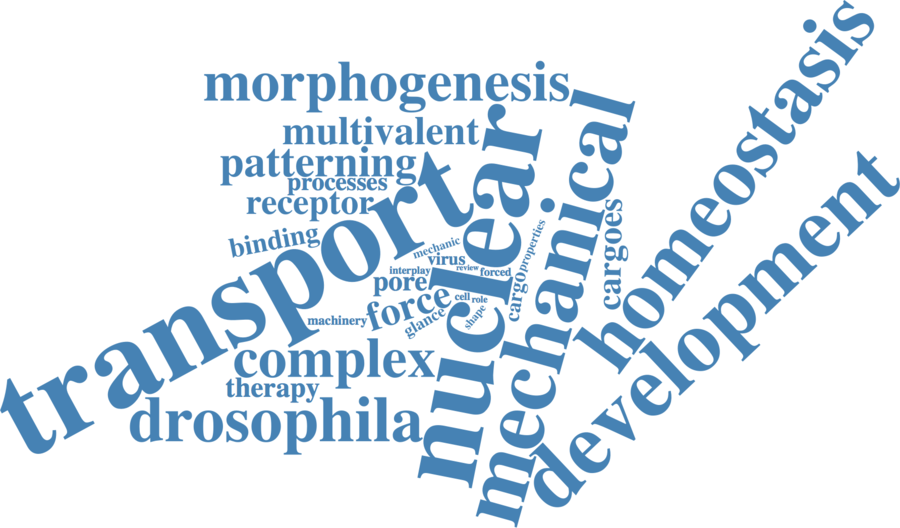 morphogenesis
multivalent
patterning
processes
receptor
binding
transport
nuclear
mechanical
homeostasis
development
cargoes
properties
cargo
mechanic
virus
interplay
review
forced
pore
cell
role
force
shape
glance
machinery
complex
therapy
drosophila